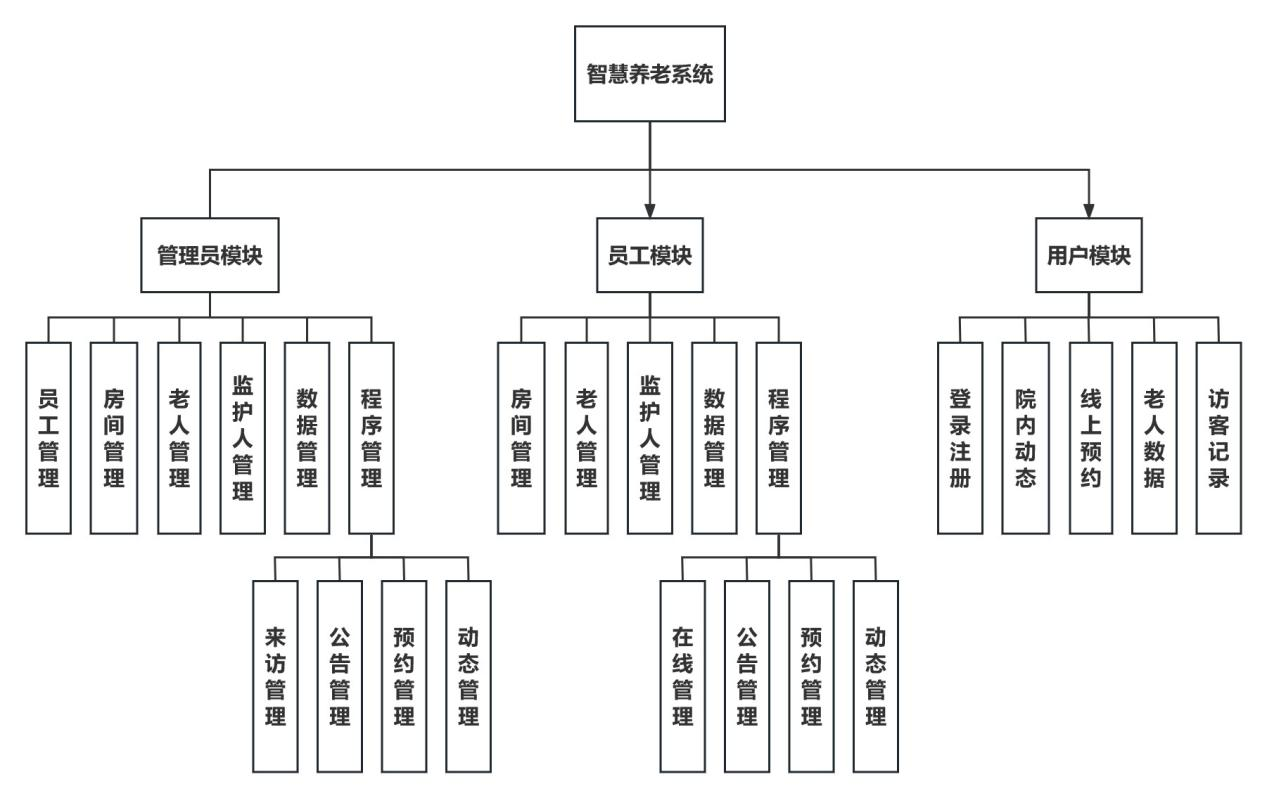 智慧养老系统
管理员模块
员工模块
用户模块
员工管理
房间管理
老人管理
监护人管理
数据管理
程序管理
房间管理
老人管理
监护人管理
数据管理
程序管理
登录注册
院内动态
线上预约
老人数据
访客记录
来访管理
公告管理
预约管理
动态管理
在线管理
公告管理
预约管理
动态管理